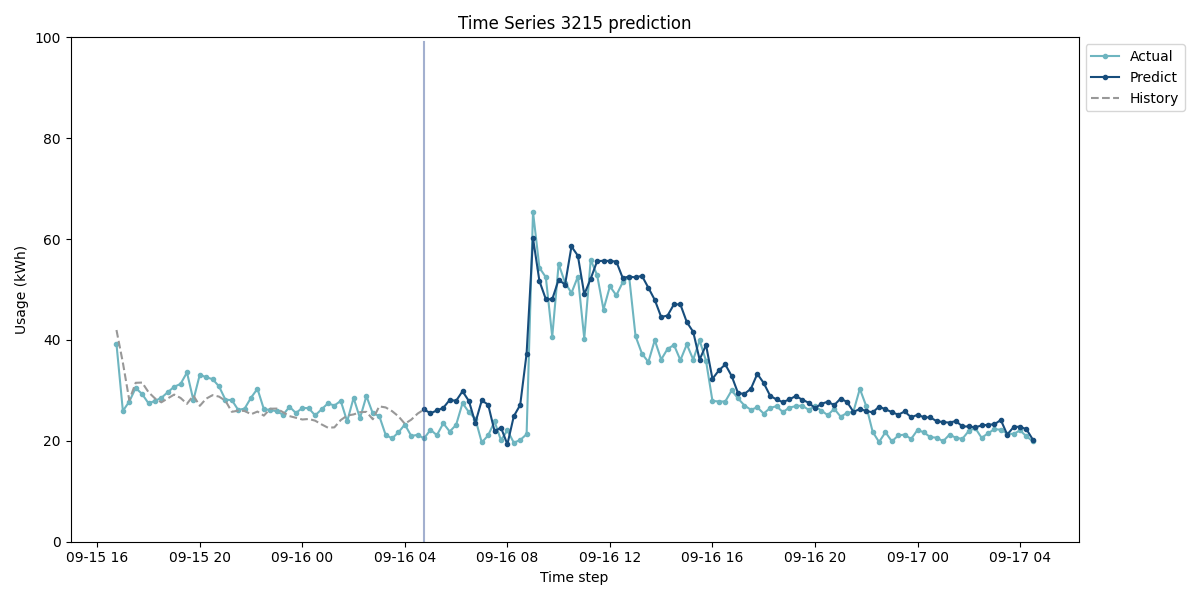 Time Series 3215 prediction
100
80
60
40
20
0
Usage (kWh)
Actual
Predict
History
09-15 16
09-15 20
09-16 00
09-16 04
09-16 08
09-16 12
09-16 16
09-16 20
09-17 00
09-17 04
Time step